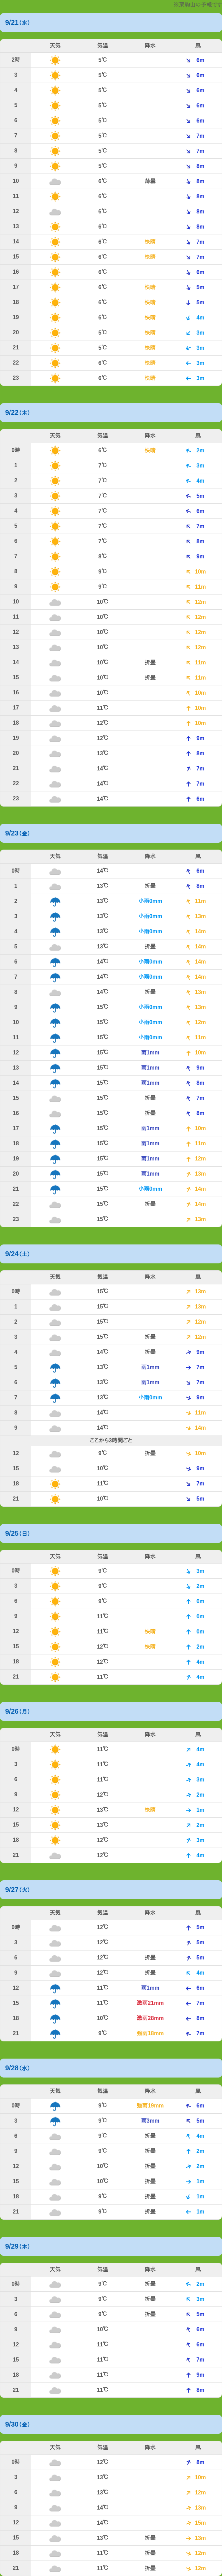 9/21（水）
天気 気温 降水 風
2時 5℃ 6m
3 5℃ 6m
4 5℃ 6m
5 5℃ 6m
6 5℃ 6m
7 5℃ 7m
8 5℃ 7m
9 5℃ 8m
10 6℃ 薄曇 8m
11 6℃ 8m
12 6℃ 8m
13 6℃ 8m
14 6℃ 快晴 7m
15 6℃ 快晴 7m
16 6℃ 6m
17 6℃ 快晴 5m
18 6℃ 快晴 5m
19 6℃ 快晴 4m
20 5℃ 快晴 3m
21 5℃ 快晴 3m
22 6℃ 快晴 3m
23 6℃ 快晴 3m
9/22（木）
天気 気温 降水 風
0時 6℃ 快晴 2m
1 7℃ 3m
2 7℃ 4m
3 7℃ 5m
4 7℃ 6m
5 7℃ 7m
6 7℃ 8m
7 8℃ 9m
8 9℃ 10m
9 9℃ 11m
10 10℃ 12m
11 10℃ 12m
12 10℃ 12m
13 10℃ 12m
14 10℃ 折曇 11m
15 10℃ 折曇 11m
16 10℃ 10m
17 11℃ 10m
18 12℃ 10m
19 12℃ 9m
20 13℃ 8m
21 14℃ 7m
22 14℃ 7m
23 14℃ 6m
9/23（金）
天気 気温 降水 風
0時 14℃ 6m
1 13℃ 折曇 8m
2 13℃ 小雨0mm 11m
3 13℃ 小雨0mm 13m
4 13℃ 小雨0mm 14m
5 13℃ 折曇 14m
6 14℃ 小雨0mm 14m
7 14℃ 小雨0mm 14m
8 14℃ 折曇 13m
9 15℃ 小雨0mm 13m
10 15℃ 小雨0mm 12m
11 15℃ 小雨0mm 11m
12 15℃ 雨1mm 10m
13 15℃ 雨1mm 9m
14 15℃ 雨1mm 8m
15 15℃ 折曇 7m
16 15℃ 折曇 8m
17 15℃ 雨1mm 10m
18 15℃ 雨1mm 11m
19 15℃ 雨1mm 12m
20 15℃ 雨1mm 13m
21 15℃ 小雨0mm 14m
22 15℃ 折曇 14m
23 15℃ 13m
9/24（土）
天気 気温 降水 風
0時 15℃ 13m
1 15℃ 13m
2 15℃ 12m
3 15℃ 折曇 12m
4 14℃ 折曇 9m
5 13℃ 雨1mm 7m
6 13℃ 雨1mm 7m
7 13℃ 小雨0mm 9m
8 14℃ 11m
9 14℃ 14m
ここから3時間ごと
12 9℃ 折曇 10m
15 10℃ 9m
18 11℃ 7m
21 10℃ 5m
9/25（日）
天気 気温 降水 風
0時 9℃ 3m
3 9℃ 2m
6 9℃ 0m
9 11℃ 0m
12 11℃ 快晴 0m
15 12℃ 快晴 2m
18 12℃ 4m
21 11℃ 4m
9/26（月）
天気 気温 降水 風
0時 11℃ 4m
3 11℃ 4m
6 11℃ 3m
9 12℃ 2m
12 13℃ 快晴 1m
15 13℃ 2m
18 12℃ 3m
21 12℃ 4m
9/27（火）
天気 気温 降水 風
0時 12℃ 5m
3 12℃ 5m
6 12℃ 折曇 5m
9 12℃ 折曇 4m
12 11℃ 雨1mm 6m
15 11℃ 激雨21mm 7m
18 10℃ 激雨28mm 8m
21 9℃ 強雨18mm 7m
9/28（水）
天気 気温 降水 風
0時 9℃ 強雨19mm 6m
3 9℃ 雨3mm 5m
6 9℃ 折曇 4m
9 9℃ 折曇 2m
12 10℃ 折曇 2m
15 10℃ 折曇 1m
18 9℃ 折曇 1m
21 9℃ 折曇 1m
9/29（木）
天気 気温 降水 風
0時 9℃ 折曇 2m
3 9℃ 折曇 3m
6 9℃ 折曇 5m
9 10℃ 6m
12 11℃ 6m
15 11℃ 7m
18 11℃ 9m
21 11℃ 8m
9/30（金）
天気 気温 降水 風
0時 12℃ 8m
3 13℃ 10m
6 13℃ 12m
9 14℃ 13m
12 14℃ 15m
15 13℃ 折曇 13m
18 11℃ 折曇 12m
21 11℃ 折曇 12m